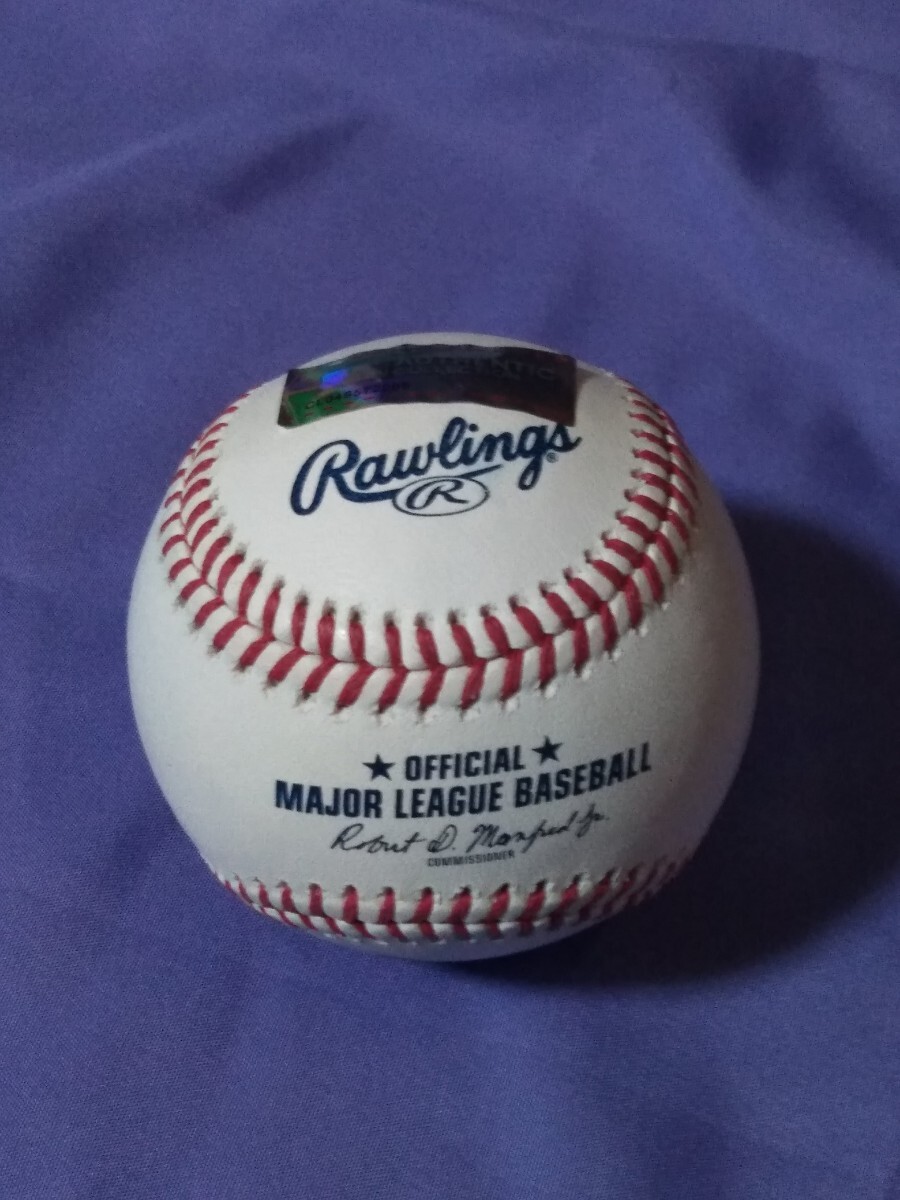 Rawlings®
R
★ OFFICIAL ★
MAJOR LEAGUE BASEBALL
Robert D. Manfred Jr.
COMMISSIONER